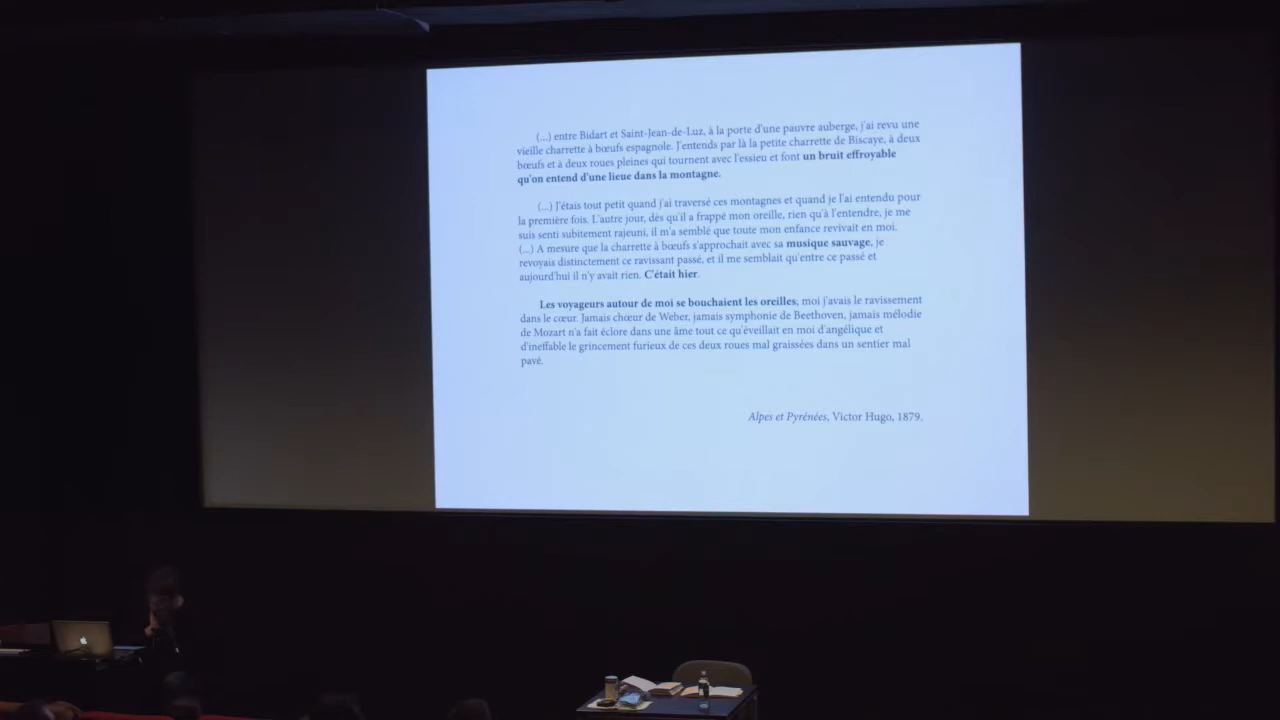 (...) entre Bidart et Saint-Jean-de-Luz, à la porte d'une pauvre auberge, j'ai revu une
vieille charrette à bœufs espagnole. J'entends par là la petite charrette de Biscaye, à deux
bœufs et à deux roues pleines qui tournent avec l'essieu et font un bruit effroyable
qu'on entend d'une lieue dans la montagne.
(...) J'étais tout petit quand j'ai traversé ces montagnes et quand je l'ai entendu pour
la première fois. L'autre jour, dès qu'il a frappé mon oreille, rien qu'à l'entendre, je me
suis senti subitement rajeuni, il m'a semblé que toute mon enfance revivait en moi.
(...) A mesure que la charrette à bœufs s'approchait avec sa musique sauvage, je
revoyais distinctement ce ravissant passé, et il me semblait qu'entre ce passé et
aujourd'hui il n'y avait rien. C'était hier.
Les voyageurs autour de moi se bouchaient les oreilles; moi j'avais le ravissement
dans le cœur. Jamais chœur de Weber, jamais symphonie de Beethoven, jamais mélodie
de Mozart n'a fait éclore dans une âme tout ce qu'éveillait en moi d'angélique et
d'ineffable le grincement furieux de ces deux roues mal graissées dans un sentier mal
pavé.
Alpes et Pyrénées, Victor Hugo, 1879.